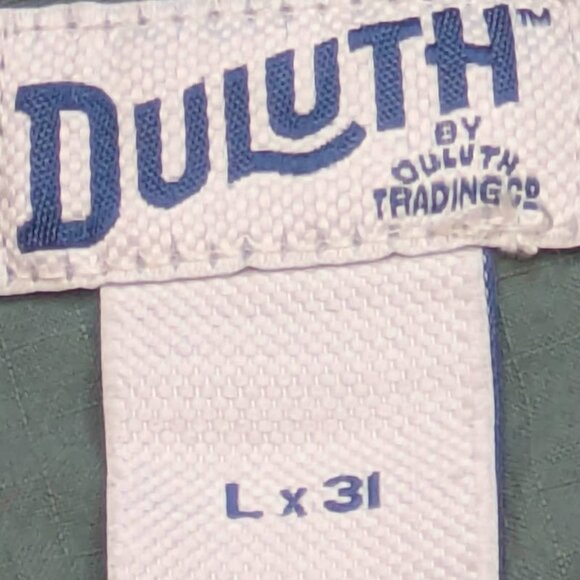 DULUTH™
BY
DULUTH
TRADING CO
L x 31